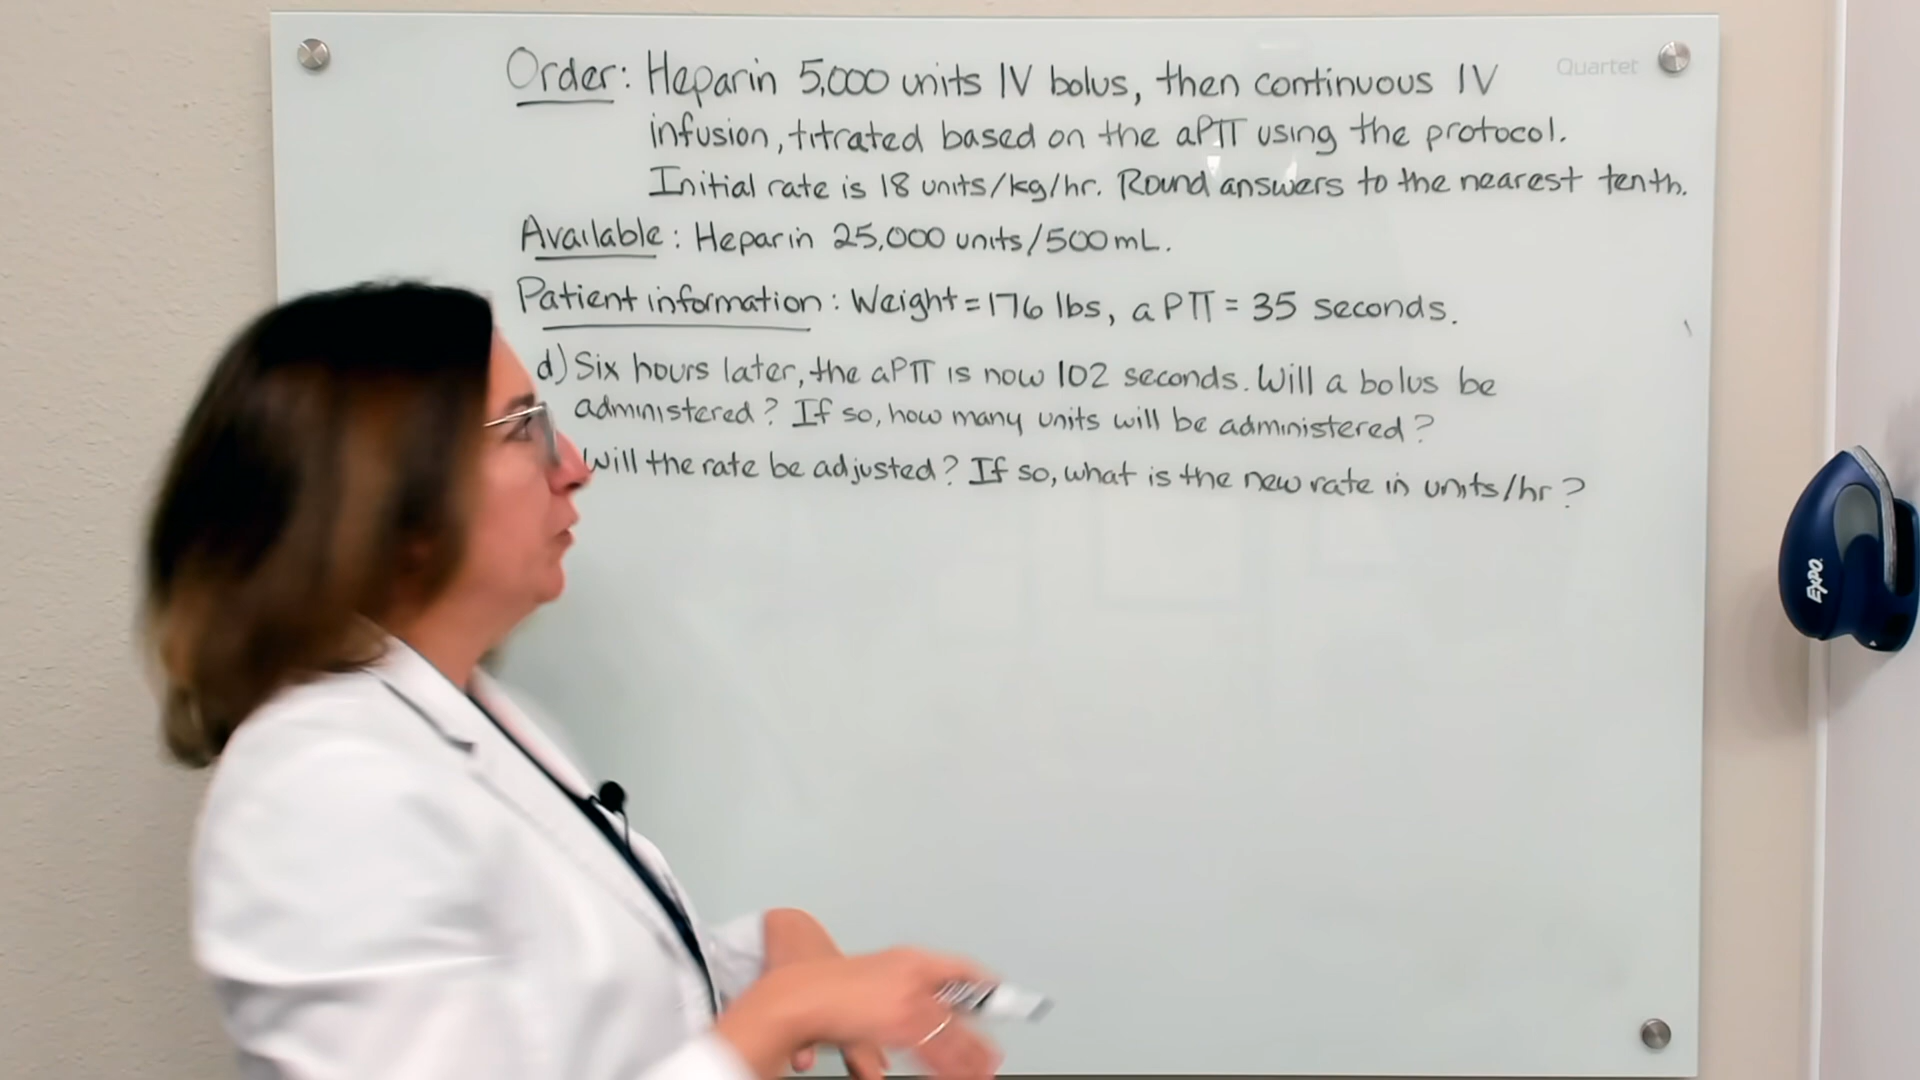 Quartet
Order: Heparin 5,000 units IV bolus, then continuous IV
infusion, titrated based on the aPTT using the protocol.
Initial rate is 18 units/kg/hr. Round answers to the nearest tenth.
Available: Heparin 25,000 units/500mL.
Patient information: Weight=176 lbs, aPTT = 35 seconds.
d) Six hours later, the aPTT is now 102 seconds. Will a bolus be
administered? If so, how many units will be administered?
Will the rate be adjusted? If so, what is the new rate in units/hr?
EXPO